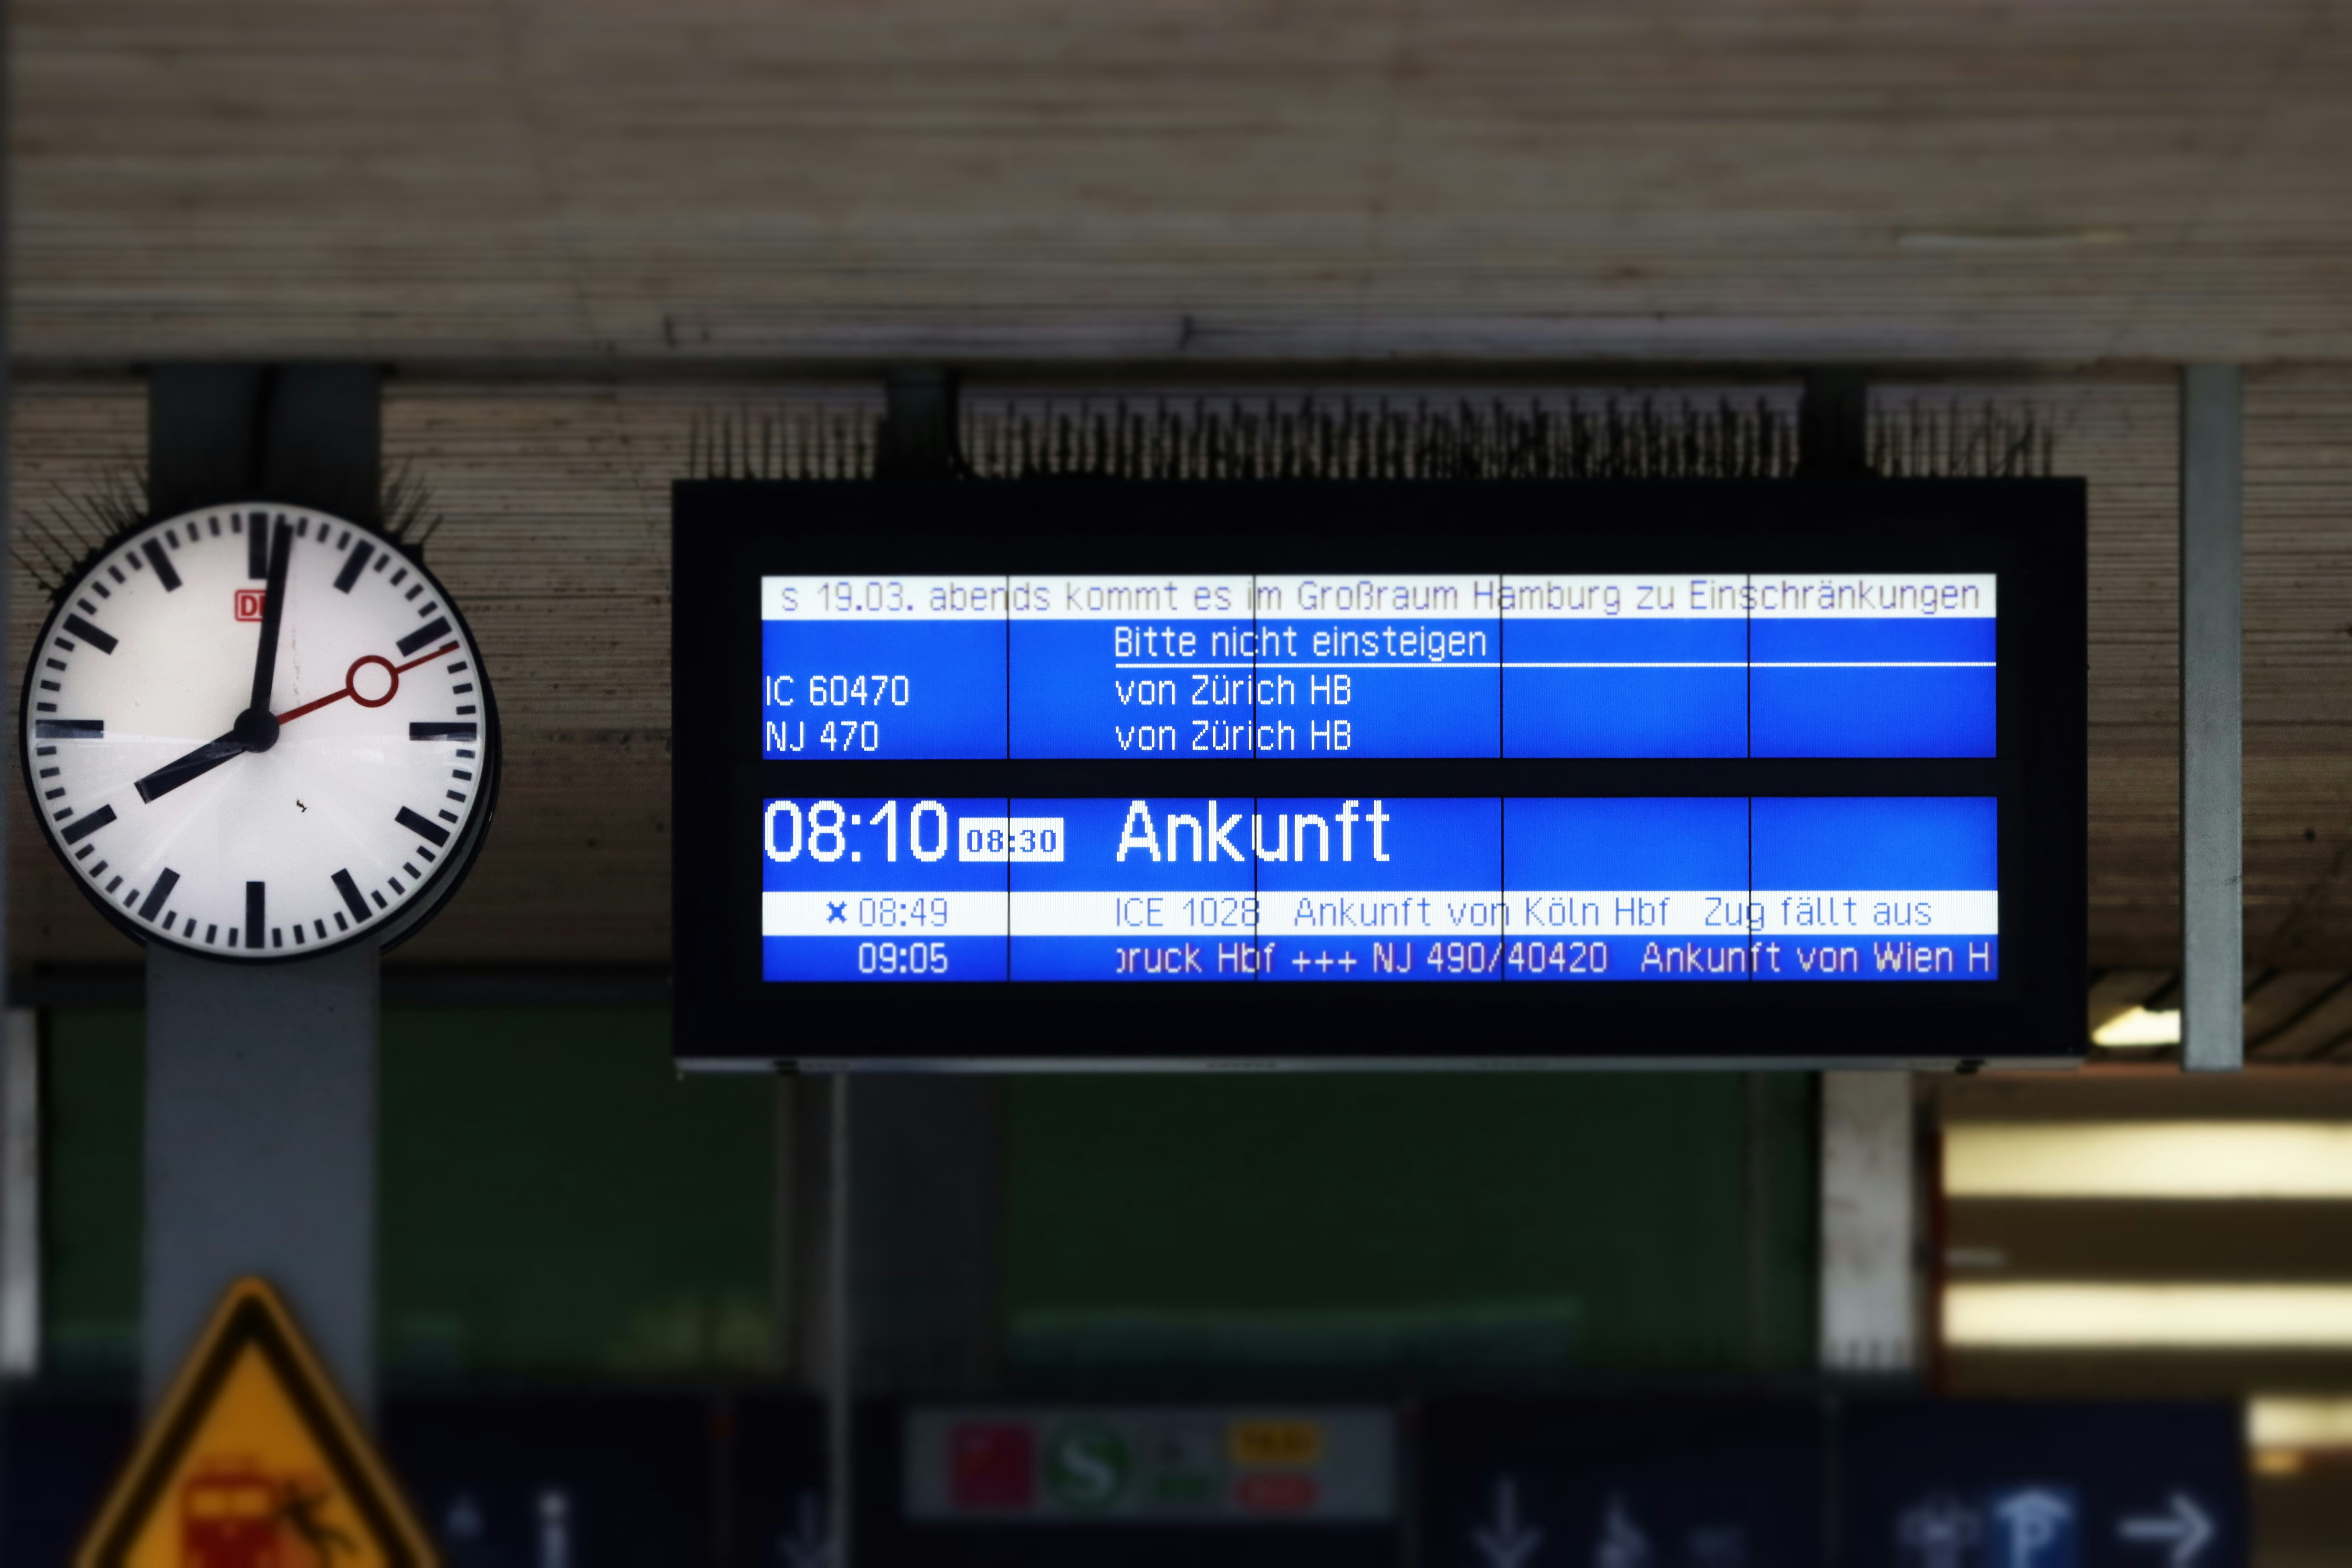 DB
s 19.03. abends kommt es im Großraum Hamburg zu Einschränkungen
Bitte nicht einsteigen
IC 60470 von Zürich HB
NJ 470 von Zürich HB
08:10 08:30 Ankunft
08:49 ICE 1028 Ankunft von Köln Hbf Zug fällt aus
09:05 bruck Hbf +++ NJ 490/40420 Ankunft von Wien H
S
i
P